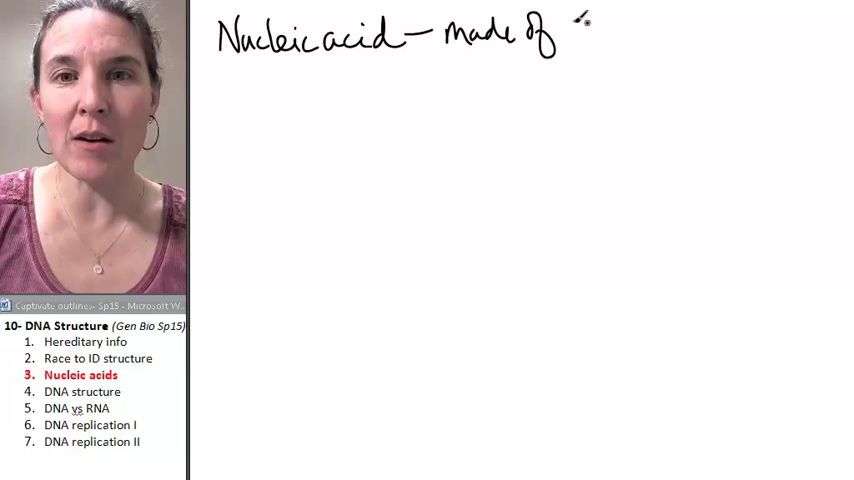 Nucleic acid - made of
Captivate outlines- Sp15 - Microsoft W.
10- DNA Structure (Gen Bio Sp15)
1. Hereditary info
2. Race to ID structure
3. Nucleic acids
4. DNA structure
5. DNA vs RNA
6. DNA replication I
7. DNA replication II